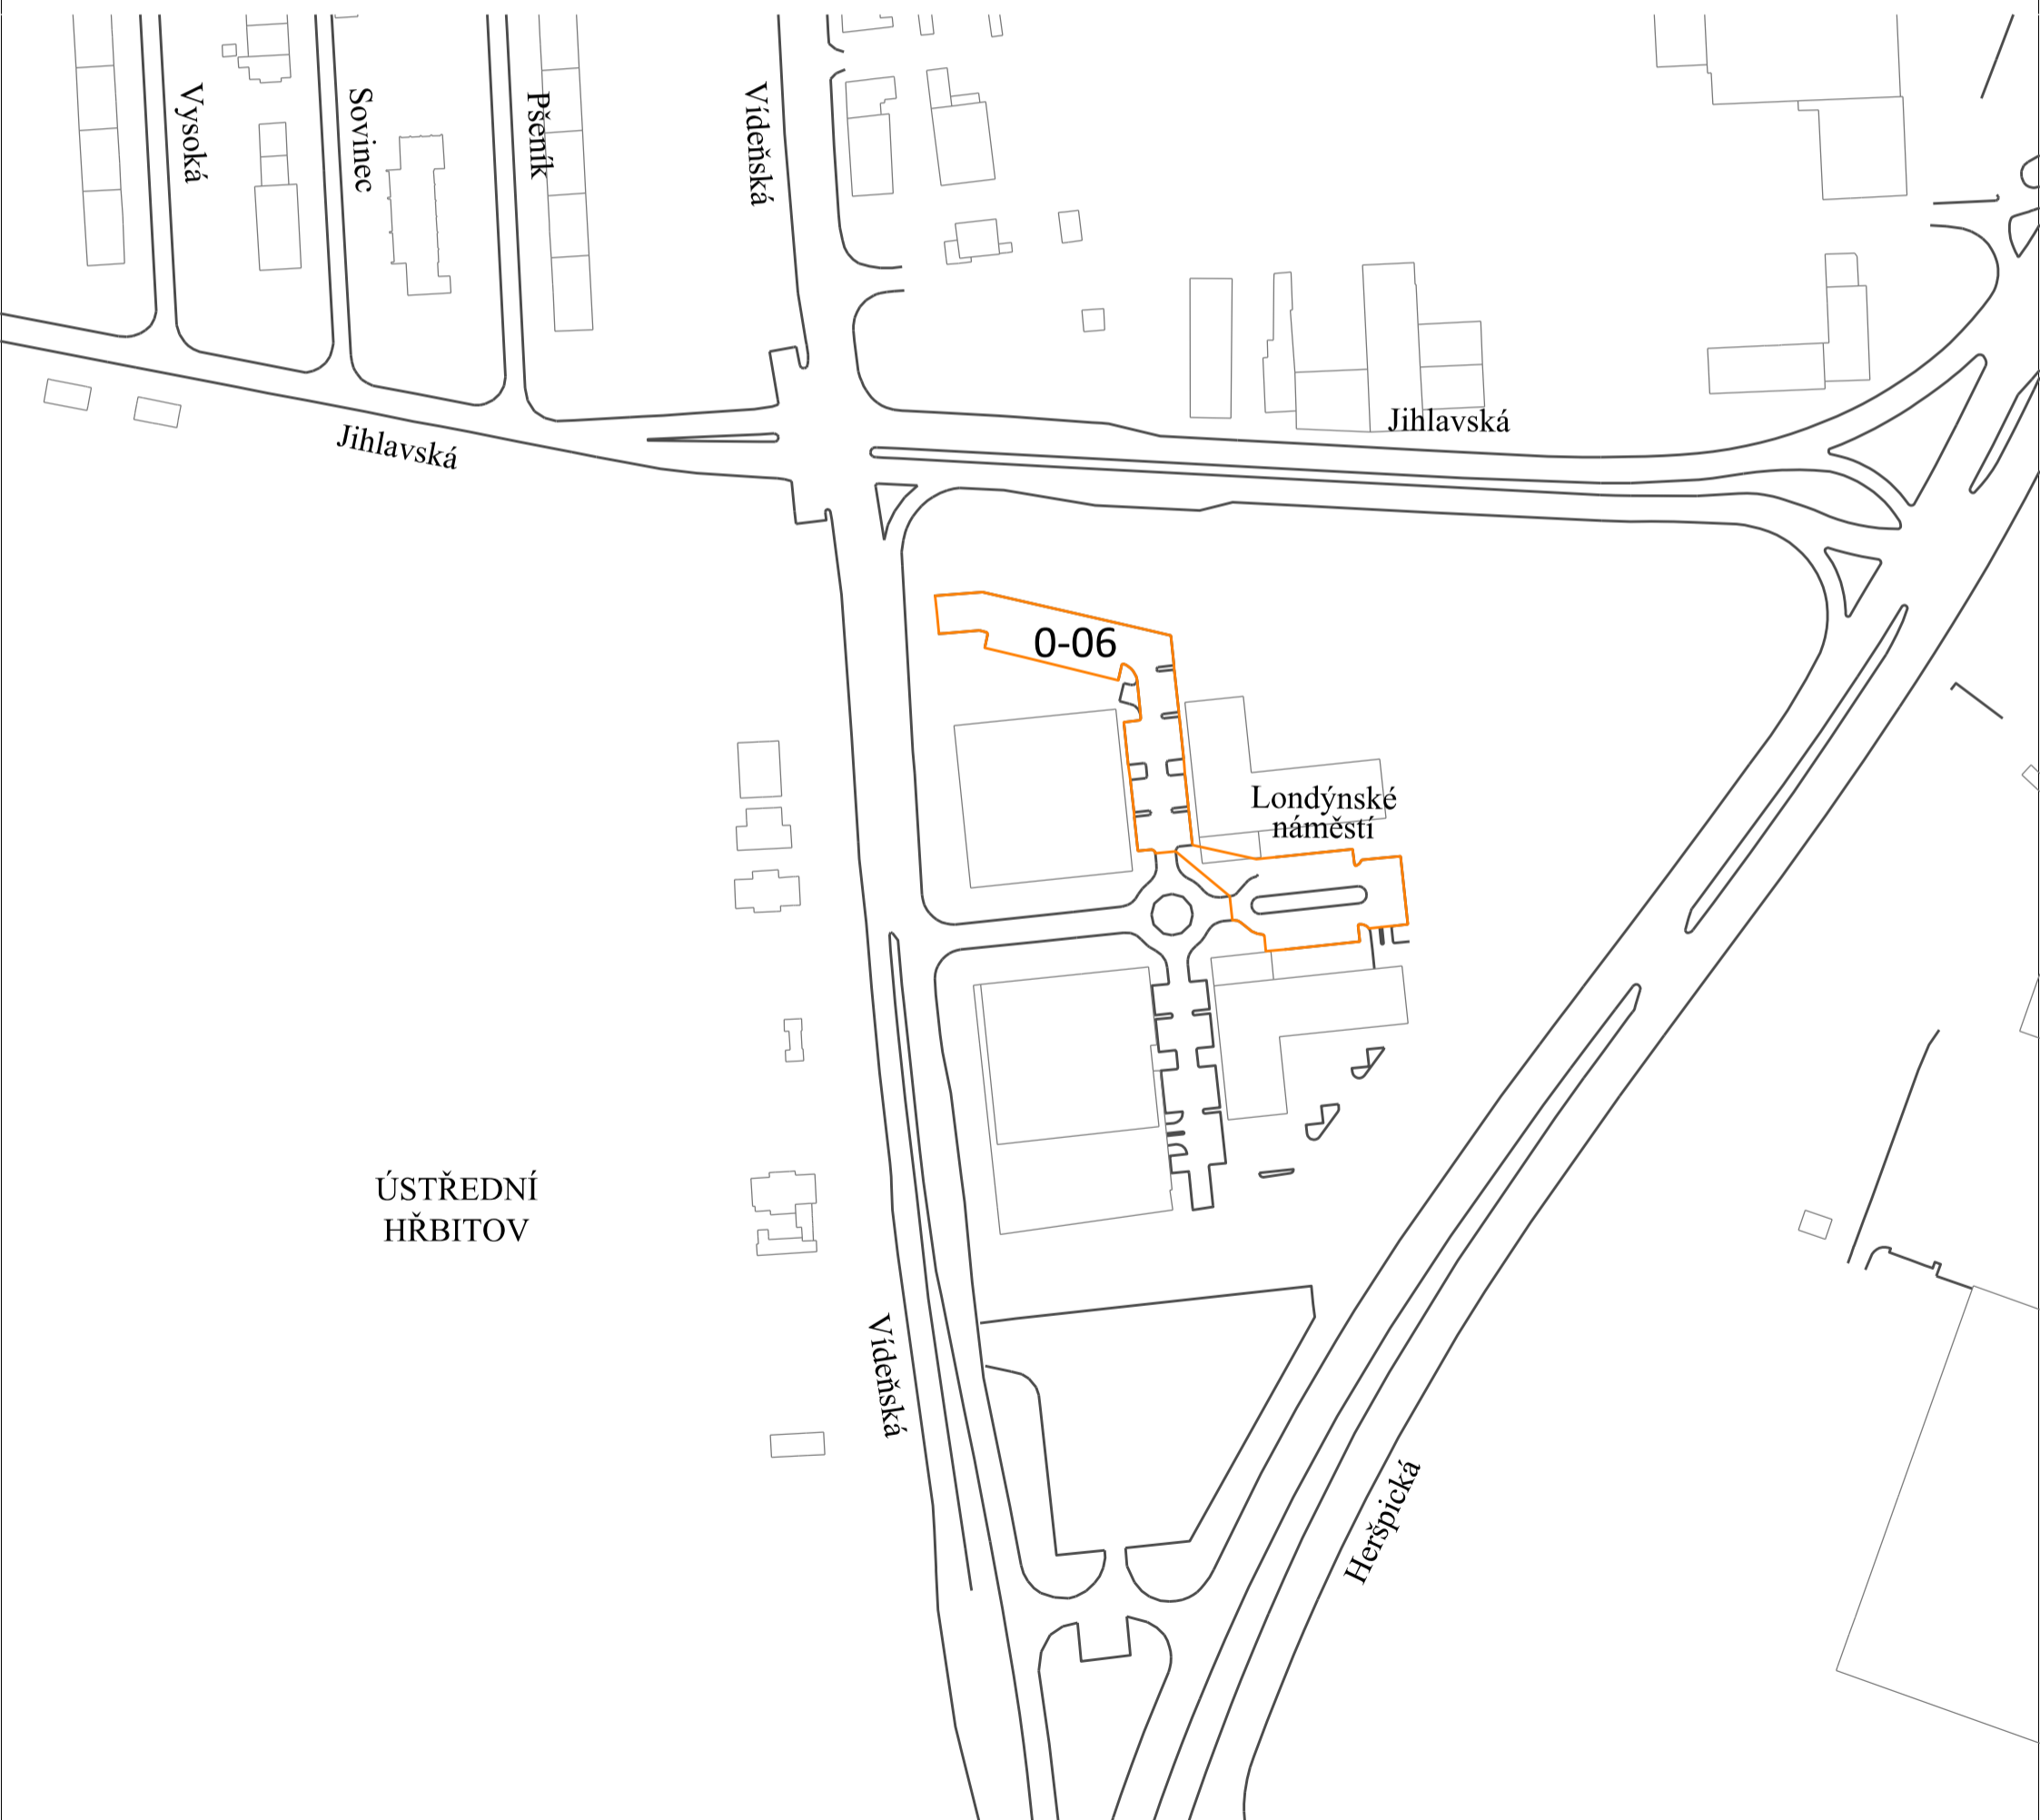 Vysoká
Sovinec
Pšeník
Vídeňská
Jihlavská
Jihlavská
0-06
Londýnské
náměstí
ÚSTŘEDNÍ
HŘBITOV
Vídeňská
Heršpická